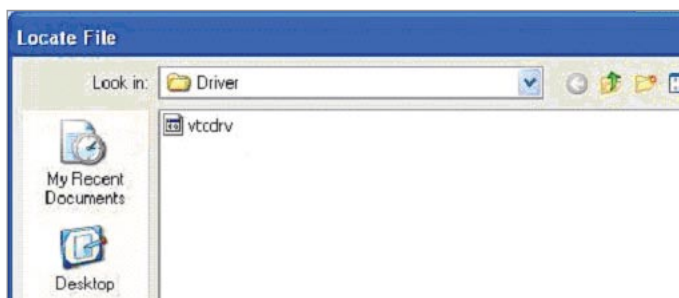 Locate File
Look in: Driver
vtcdrv
My Recent
Documents
Desktop